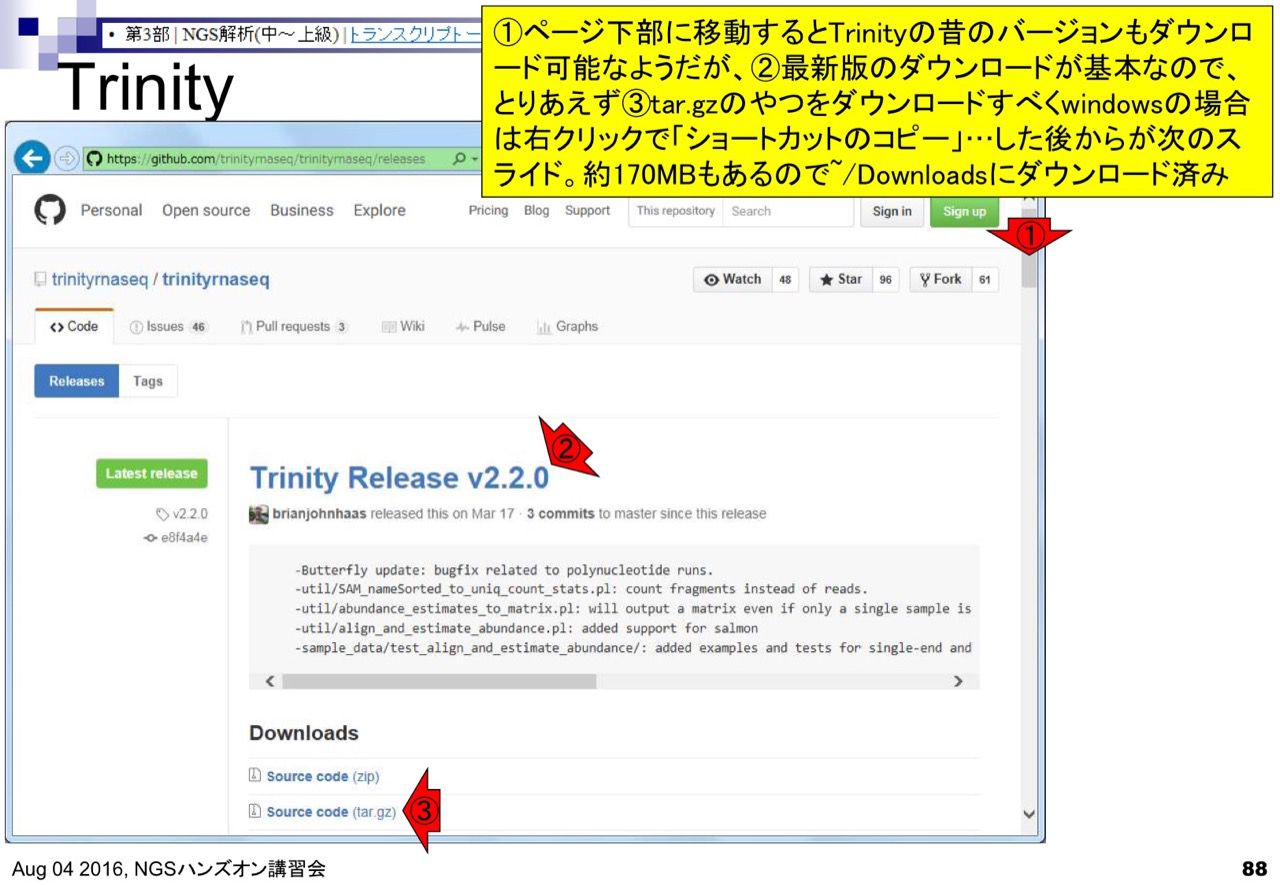 • 第3部 | NGS解析(中～上級) | トランスクリプトー
Trinity
①ページ下部に移動するとTrinityの昔のバージョンもダウンロ
ード可能なようだが、②最新版のダウンロードが基本なので、
とりあえず③tar.gzのやつをダウンロードすべくwindowsの場合
は右クリックで「ショートカットのコピー」…した後からが次のス
ライド。約170MBもあるので~/Downloadsにダウンロード済み
https://github.com/trinityrnaseq/trinityrnaseq/releases
Personal Open source Business Explore Pricing Blog Support This repository Search Sign in Sign up
①
trinityrnaseq / trinityrnaseq Watch 48 Star 96 Fork 61
Code Issues 46 Pull requests 3 Wiki Pulse Graphs
Releases Tags
②
Latest release
Trinity Release v2.2.0
v2.2.0
brianjohnhaas released this on Mar 17 · 3 commits to master since this release
e8f4a4e
-Butterfly update: bugfix related to polynucleotide runs.
-util/SAM_nameSorted_to_uniq_count_stats.pl: count fragments instead of reads.
-util/abundance_estimates_to_matrix.pl: will output a matrix even if only a single sample is
-util/align_and_estimate_abundance.pl: added support for salmon
-sample_data/test_align_and_estimate_abundance/: added examples and tests for single-end and
Downloads
Source code (zip)
Source code (tar.gz) ③
Aug 04 2016, NGSハンズオン講習会
88